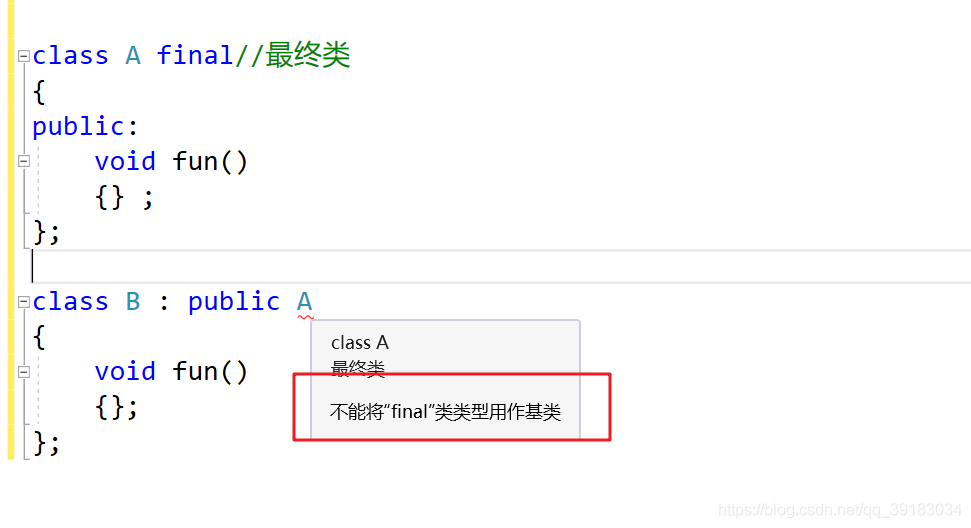 class A final//最终类
{
public:
    void fun()
    {} ;
};
class B : public A
{
    void fun()
    {};
};
class A
最终类
不能将“final”类类型用作基类
https://blog.csdn.net/qq_39183034